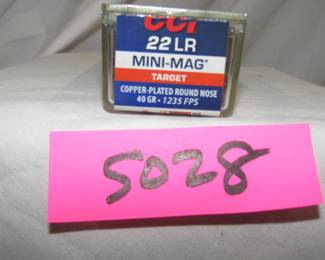 CCI
22 LR
MINI-MAG®
TARGET
COPPER-PLATED ROUND NOSE
40 GR • 1235 FPS
5028